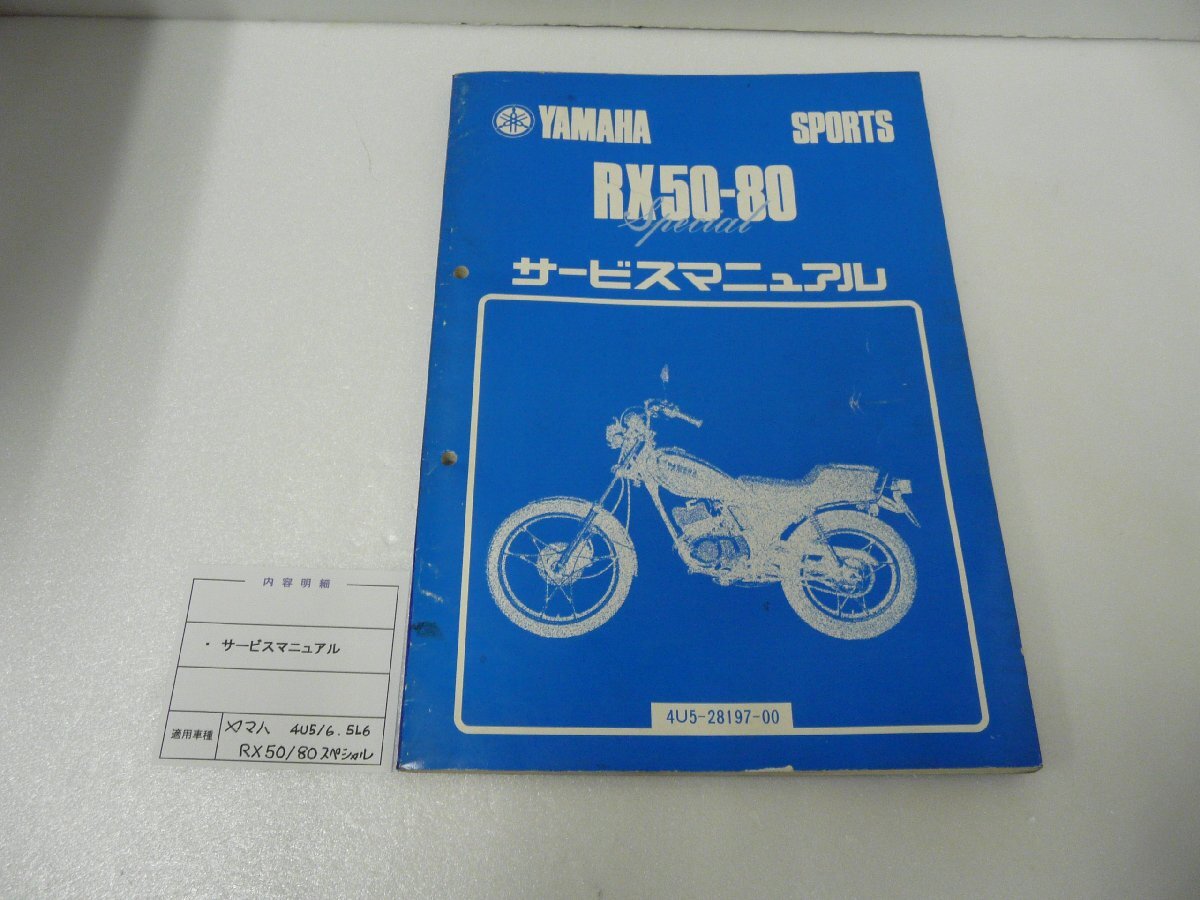 YAMAHA SPORTS
RX50-80
Special
サービスマニュアル
YAMAHA
4U5-28197-00
内容明細
・サービスマニュアル
適用車種 ヤマハ 4U5/6.5L6
RX50/80スペシャル